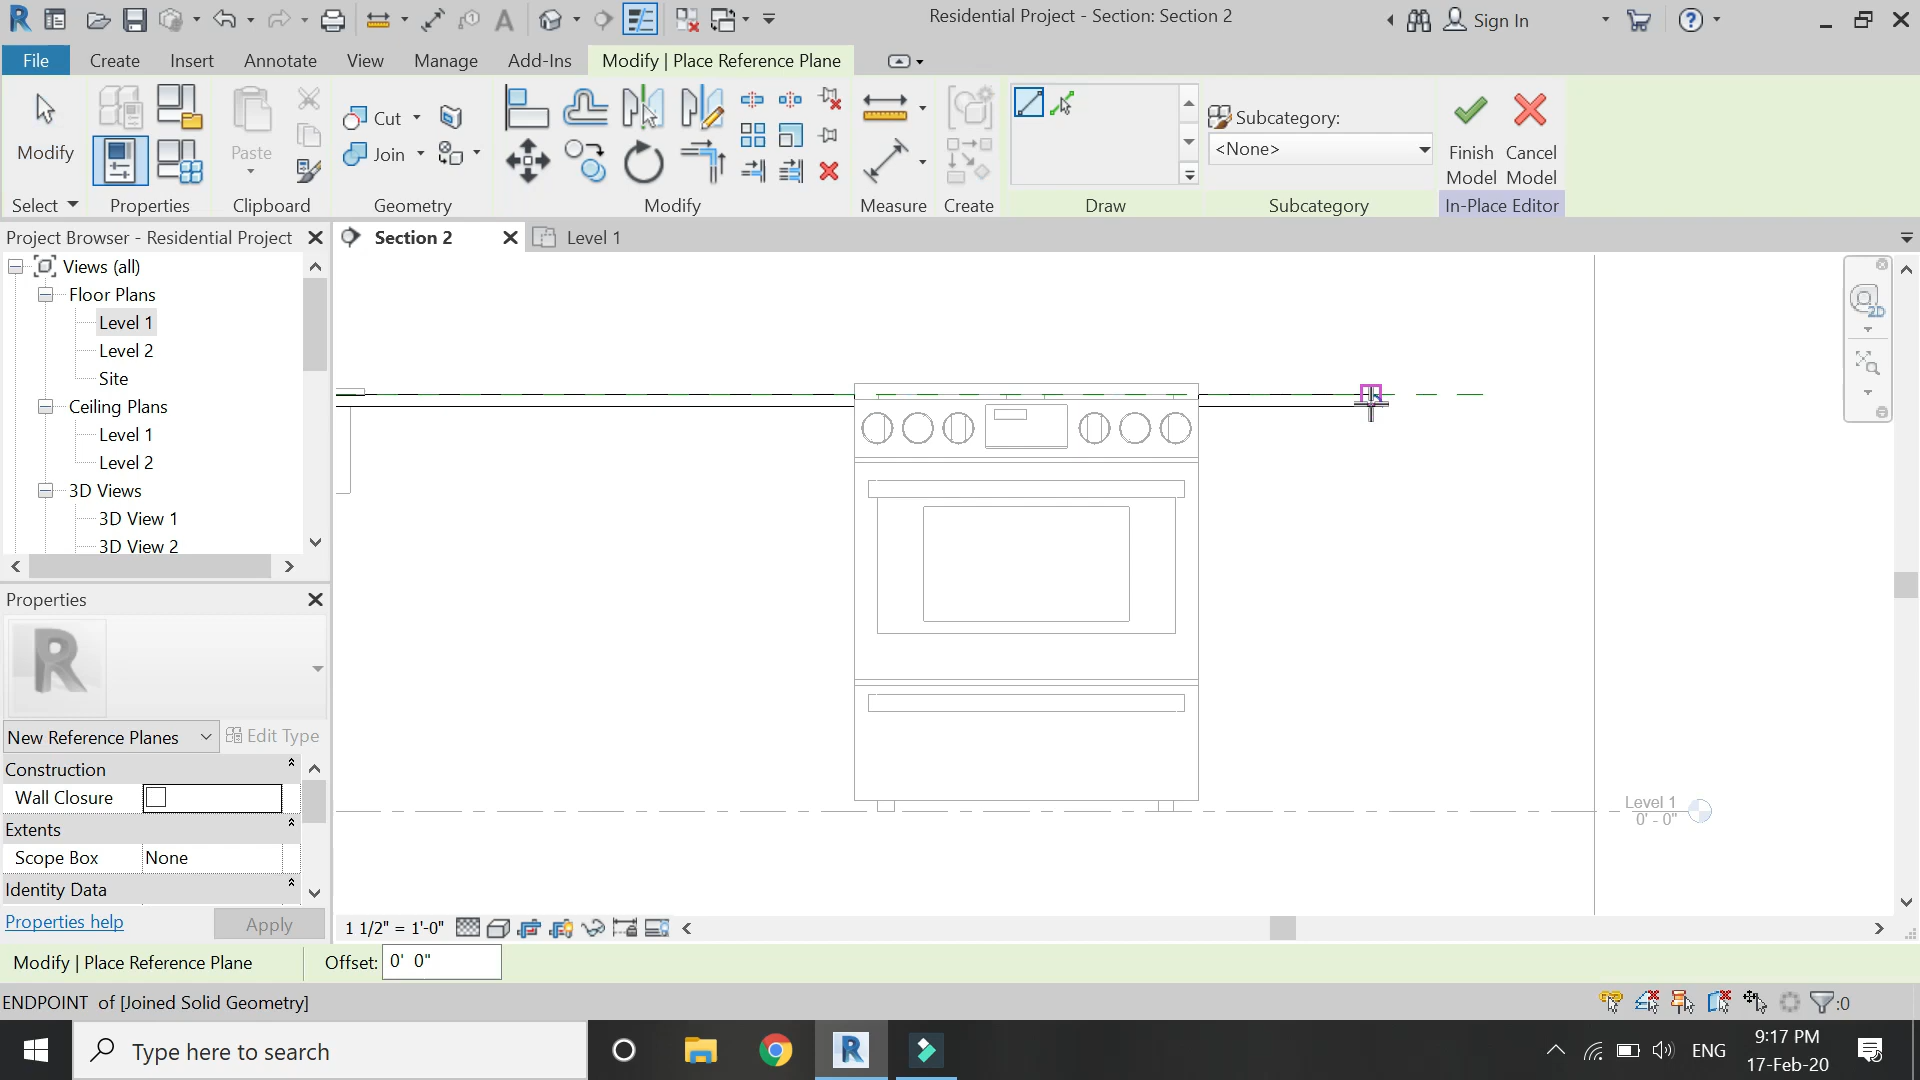 Residential Project - Section: Section 2
Sign In
File
Create
Insert
Annotate
View
Manage
Add-Ins
Modify | Place Reference Plane
Modify
Paste
Cut
Join
Subcategory:
<None>
Finish Model
Cancel Model
Select
Properties
Clipboard
Geometry
Modify
Measure
Create
Draw
Subcategory
In-Place Editor
Project Browser - Residential Project
Section 2
Level 1
Views (all)
Floor Plans
Level 1
Level 2
Site
Ceiling Plans
Level 1
Level 2
3D Views
3D View 1
3D View 2
2D
Properties
R
New Reference Planes
Edit Type
Construction
Wall Closure
Extents
Scope Box
None
Identity Data
Properties help
Apply
Level 1
0' - 0"
1 1/2" = 1'-0"
Modify | Place Reference Plane
Offset:
0' 0"
ENDPOINT of [Joined Solid Geometry]
:0
Type here to search
ENG
9:17 PM
17-Feb-20